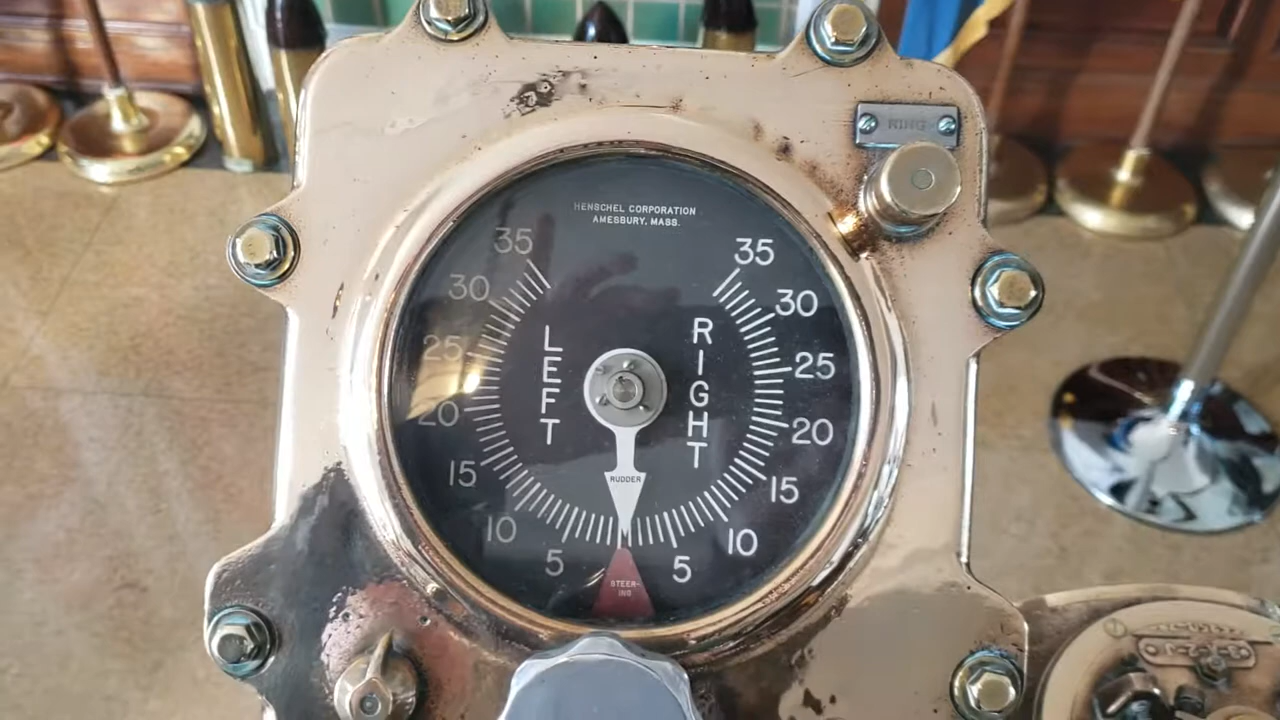 RING
HENSCHEL CORPORATION
AMESBURY, MASS.
35 35
30 30
25 25
20 20
15 15
10 10
5 5
LEFT
RIGHT
RUDDER
STEER-
ING